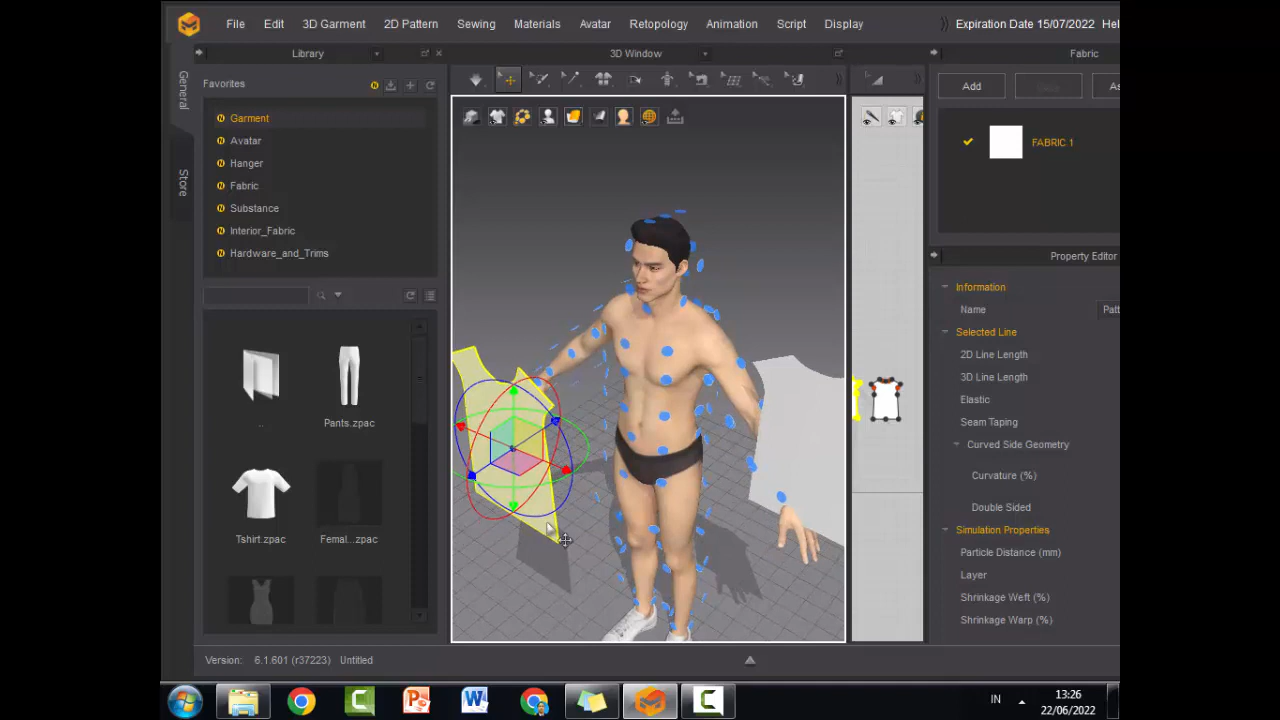 File Edit 3D Garment 2D Pattern Sewing Materials Avatar Retopology Animation Script Display Expiration Date 15/07/2022 Hel
Library
3D Window
Fabric
General
Store
Favorites
Garment
Avatar
Hanger
Fabric
Substance
Interior_Fabric
Hardware_and_Trims
..
Pants.zpac
Tshirt.zpac
Femal...zpac
Add
As
FABRIC 1
Property Editor
Information
Name
Patt
Selected Line
2D Line Length
3D Line Length
Elastic
Seam Taping
Curved Side Geometry
Curvature (%)
Double Sided
Simulation Properties
Particle Distance (mm)
Layer
Shrinkage Weft (%)
Shrinkage Warp (%)
Version: 6.1.601 (r37223) Untitled
IN
13:26
22/06/2022